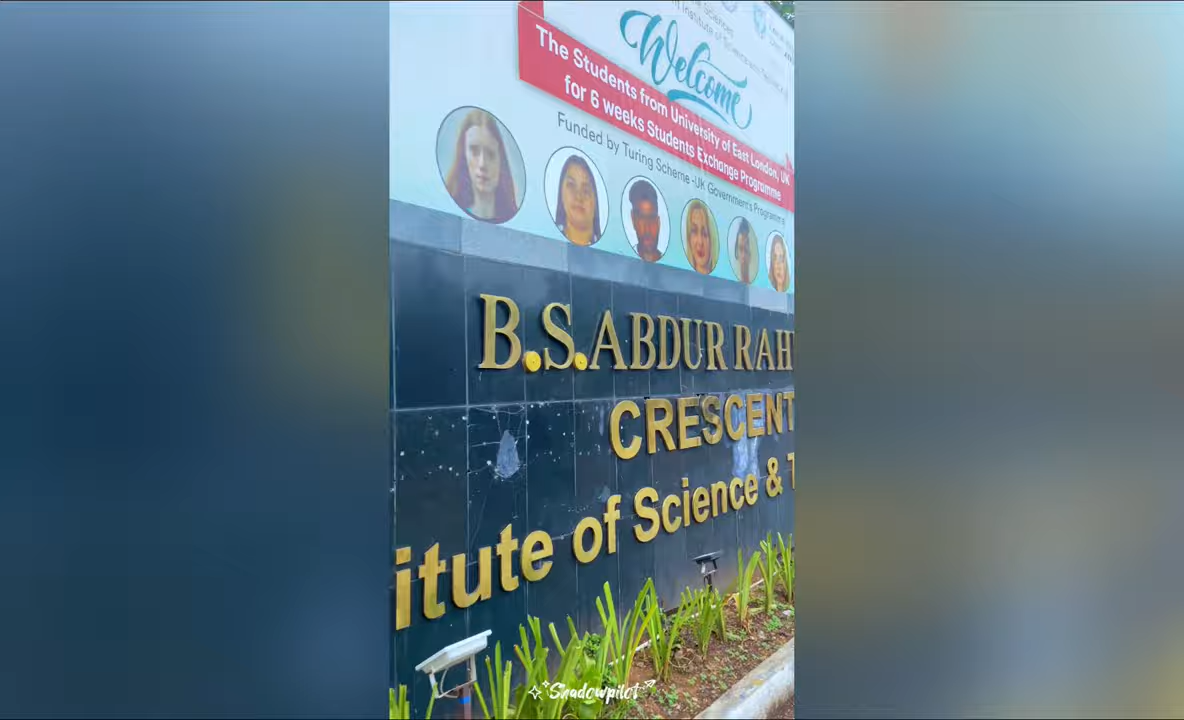 Welcome
The Students from University of East London, UK
for 6 weeks Students Exchange Programme
Funded by Turing Scheme -UK Government's Programme
B.S.ABDUR RAH
CRESCENT
itute of Science & T
Shadowpilot